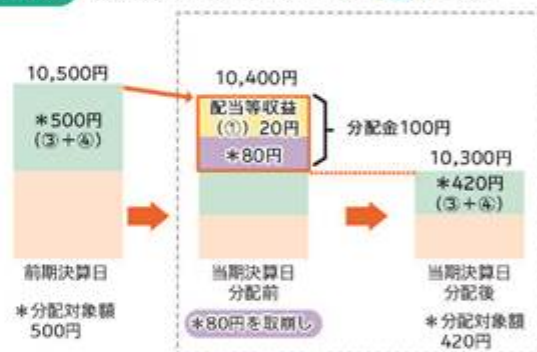 10,500円
＊500円
(③＋④)
前期決算日
＊分配対象額
500円
10,400円
配当等収益
(①) 20円
＊80円
分配金100円
当期決算日
分配前
＊80円を取崩し
10,300円
＊420円
(③＋④)
当期決算日
分配後
＊分配対象額
420円